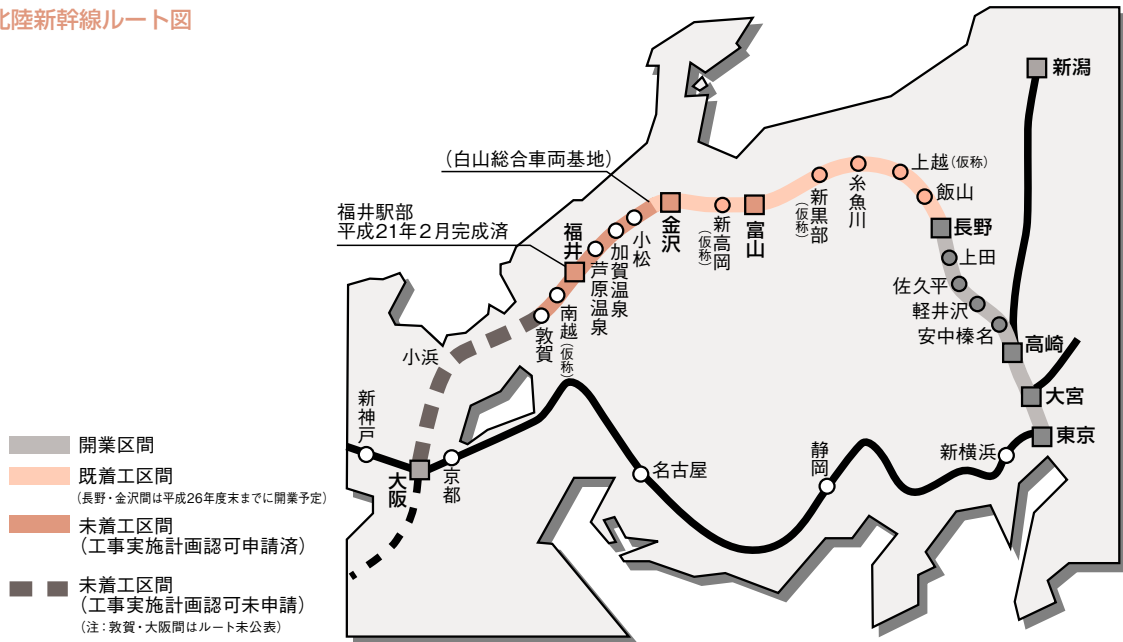 北陸新幹線ルート図
新潟
(白山総合車両基地)
福井駅部
平成21年2月完成済
上越(仮称)
飯山
糸魚川
新黒部
(仮称)
富山
新高岡
(仮称)
金沢
小松
加賀温泉
芦原温泉
福井
南越(仮称)
敦賀
小浜
長野
上田
佐久平
軽井沢
安中榛名
高崎
大宮
東京
新横浜
静岡
名古屋
京都
大阪
新神戸
開業区間
既着工区間
(長野・金沢間は平成26年度末までに開業予定)
未着工区間
(工事実施計画認可申請済)
未着工区間
(工事実施計画認可未申請)
(注:敦賀・大阪間はルート未公表)